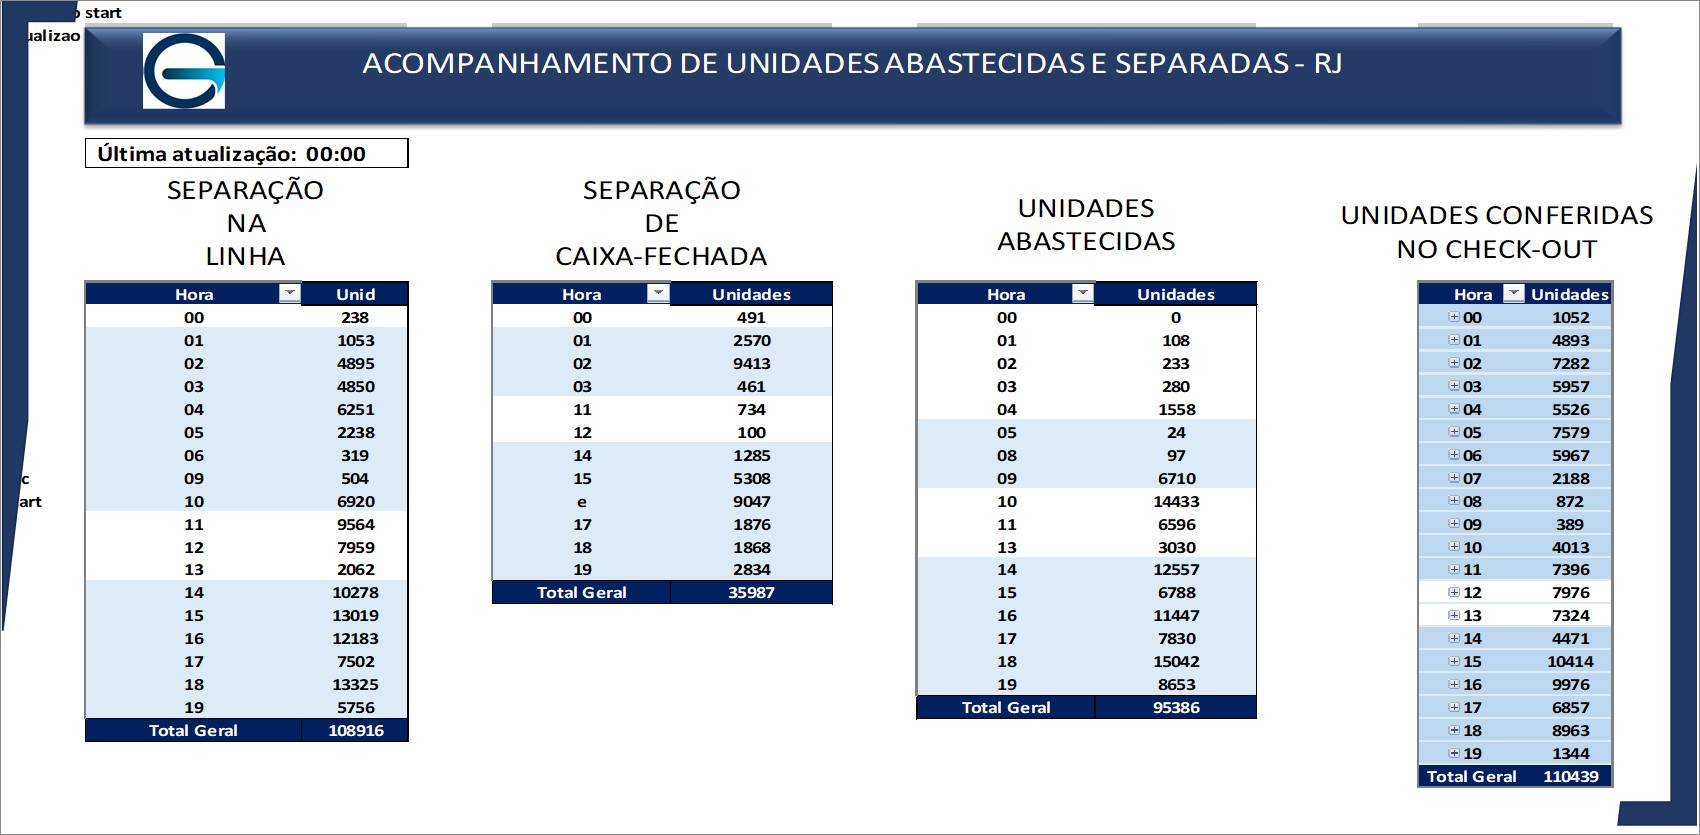 start
ualizao
ACOMPANHAMENTO DE UNIDADES ABASTECIDAS E SEPARADAS - RJ
Última atualização: 00:00
SEPARAÇÃO
NA
LINHA
Hora Unid
00 238
01 1053
02 4895
03 4850
04 6251
05 2238
06 319
09 504
10 6920
11 9564
12 7959
13 2062
14 10278
15 13019
16 12183
17 7502
18 13325
19 5756
Total Geral 108916
SEPARAÇÃO
DE
CAIXA-FECHADA
Hora Unidades
00 491
01 2570
02 9413
03 461
11 734
12 100
14 1285
15 5308
e 9047
17 1876
18 1868
19 2834
Total Geral 35987
UNIDADES
ABASTECIDAS
Hora Unidades
00 0
01 108
02 233
03 280
04 1558
05 24
08 97
09 6710
10 14433
11 6596
13 3030
14 12557
15 6788
16 11447
17 7830
18 15042
19 8653
Total Geral 95386
UNIDADES CONFERIDAS
NO CHECK-OUT
Hora Unidades
00 1052
01 4893
02 7282
03 5957
04 5526
05 7579
06 5967
07 2188
08 872
09 389
10 4013
11 7396
12 7976
13 7324
14 4471
15 10414
16 9976
17 6857
18 8963
19 1344
Total Geral 110439
c
art